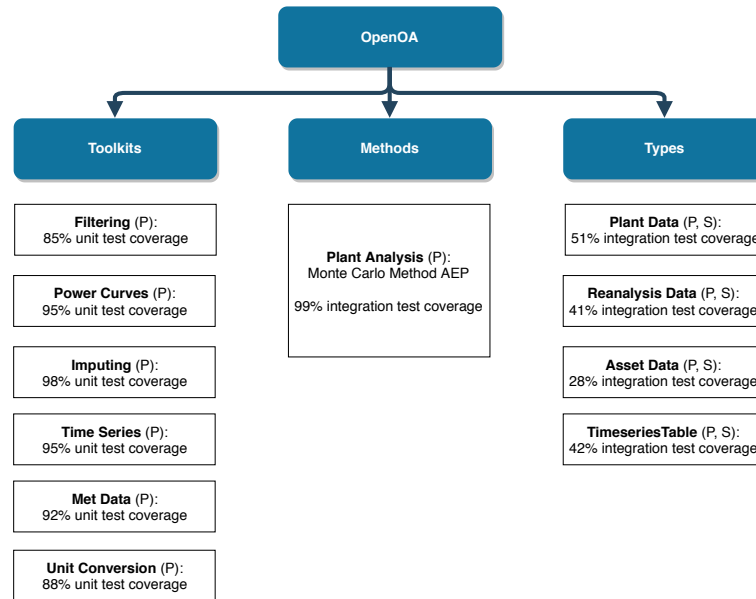 OpenOA
Toolkits
Methods
Types
Filtering (P):
85% unit test coverage
Power Curves (P):
95% unit test coverage
Imputing (P):
98% unit test coverage
Time Series (P):
95% unit test coverage
Met Data (P):
92% unit test coverage
Unit Conversion (P):
88% unit test coverage
Plant Analysis (P):
Monte Carlo Method AEP
99% integration test coverage
Plant Data (P, S):
51% integration test coverage
Reanalysis Data (P, S):
41% integration test coverage
Asset Data (P, S):
28% integration test coverage
TimeseriesTable (P, S):
42% integration test coverage